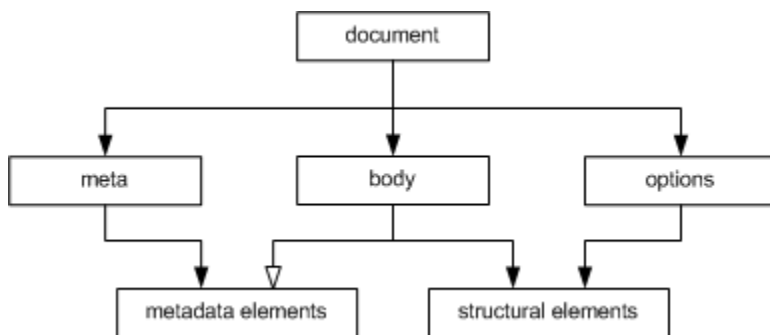 document
meta
body
options
metadata elements
structural elements